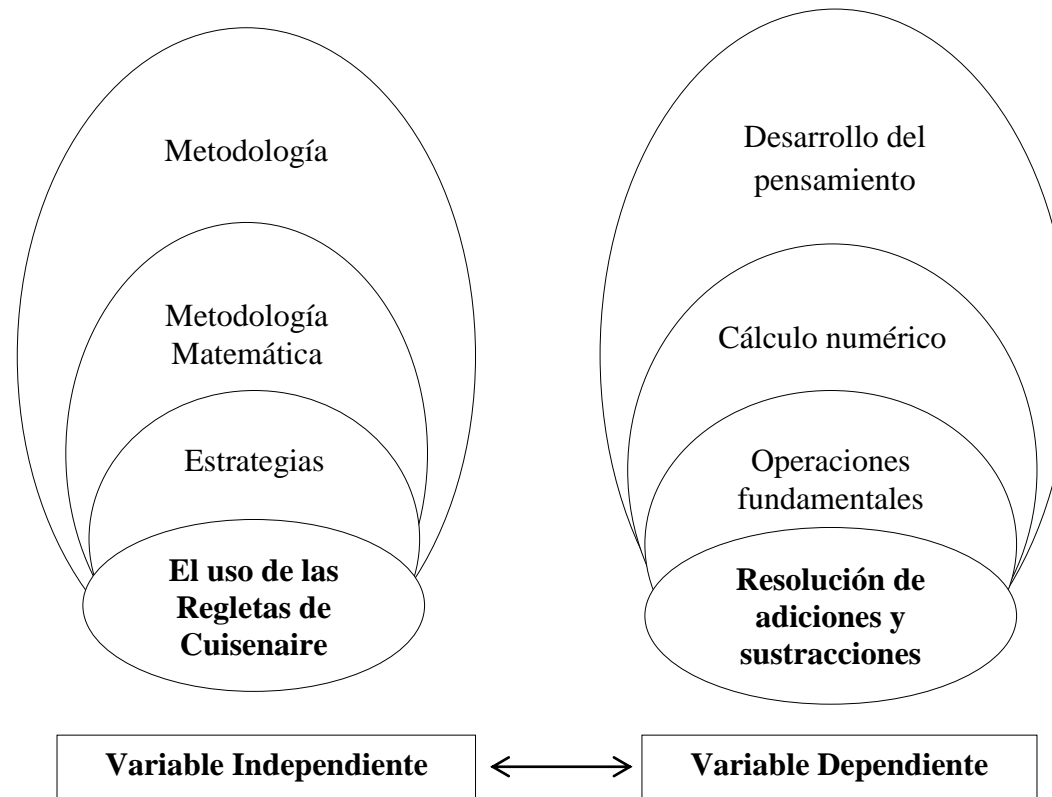 Metodología
Metodología
Matemática
Estrategias
El uso de las
Regletas de
Cuisenaire
Variable Independiente
Desarrollo del
pensamiento
Cálculo numérico
Operaciones
fundamentales
Resolución de
adiciones y
sustracciones
Variable Dependiente